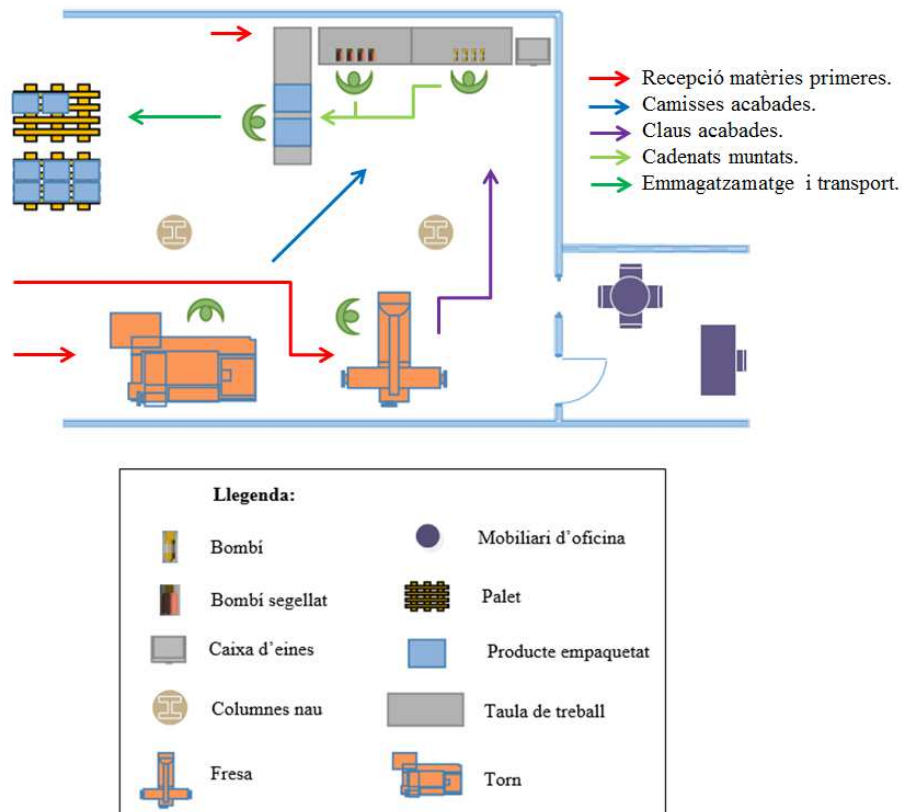 Recepció matèries primeres.
Camisses acabades.
Claus acabades.
Cadenats muntats.
Emmagatzamatge i transport.
Llegenda:
Bombí
Mobiliari d'oficina
Bombí segellat
Palet
Caixa d'eines
Producte empaquetat
Columnes nau
Taula de treball
Fresa
Torn